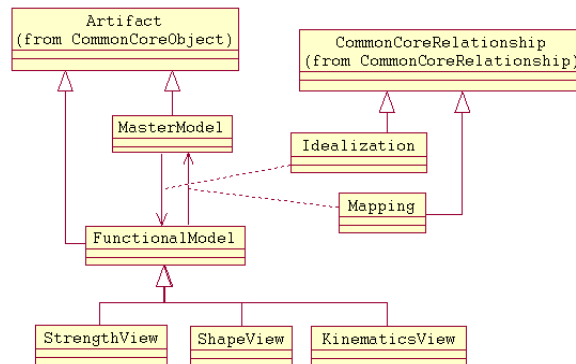 Artifact
(from CommonCoreObject)
CommonCoreRelationship
(from CommonCoreRelationship)
MasterModel
Idealization
Mapping
FunctionalModel
StrengthView
ShapeView
KinematicsView